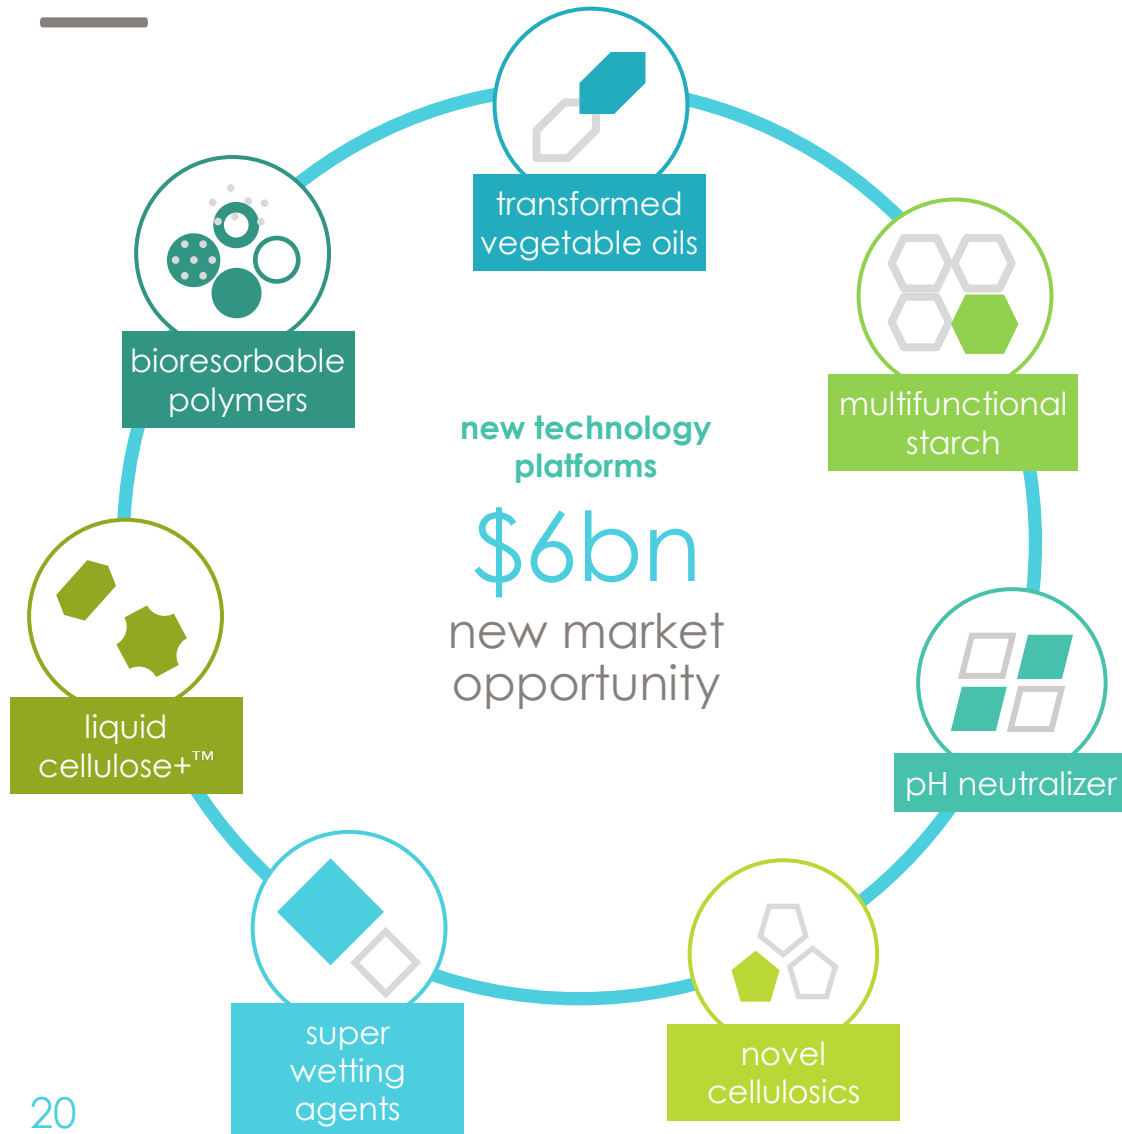 transformed
vegetable oils
bioresorbable
polymers
multifunctional
starch
new technology
platforms
$6bn
new market
opportunity
liquid
cellulose+™
pH neutralizer
super
wetting
agents
novel
cellulosics
20